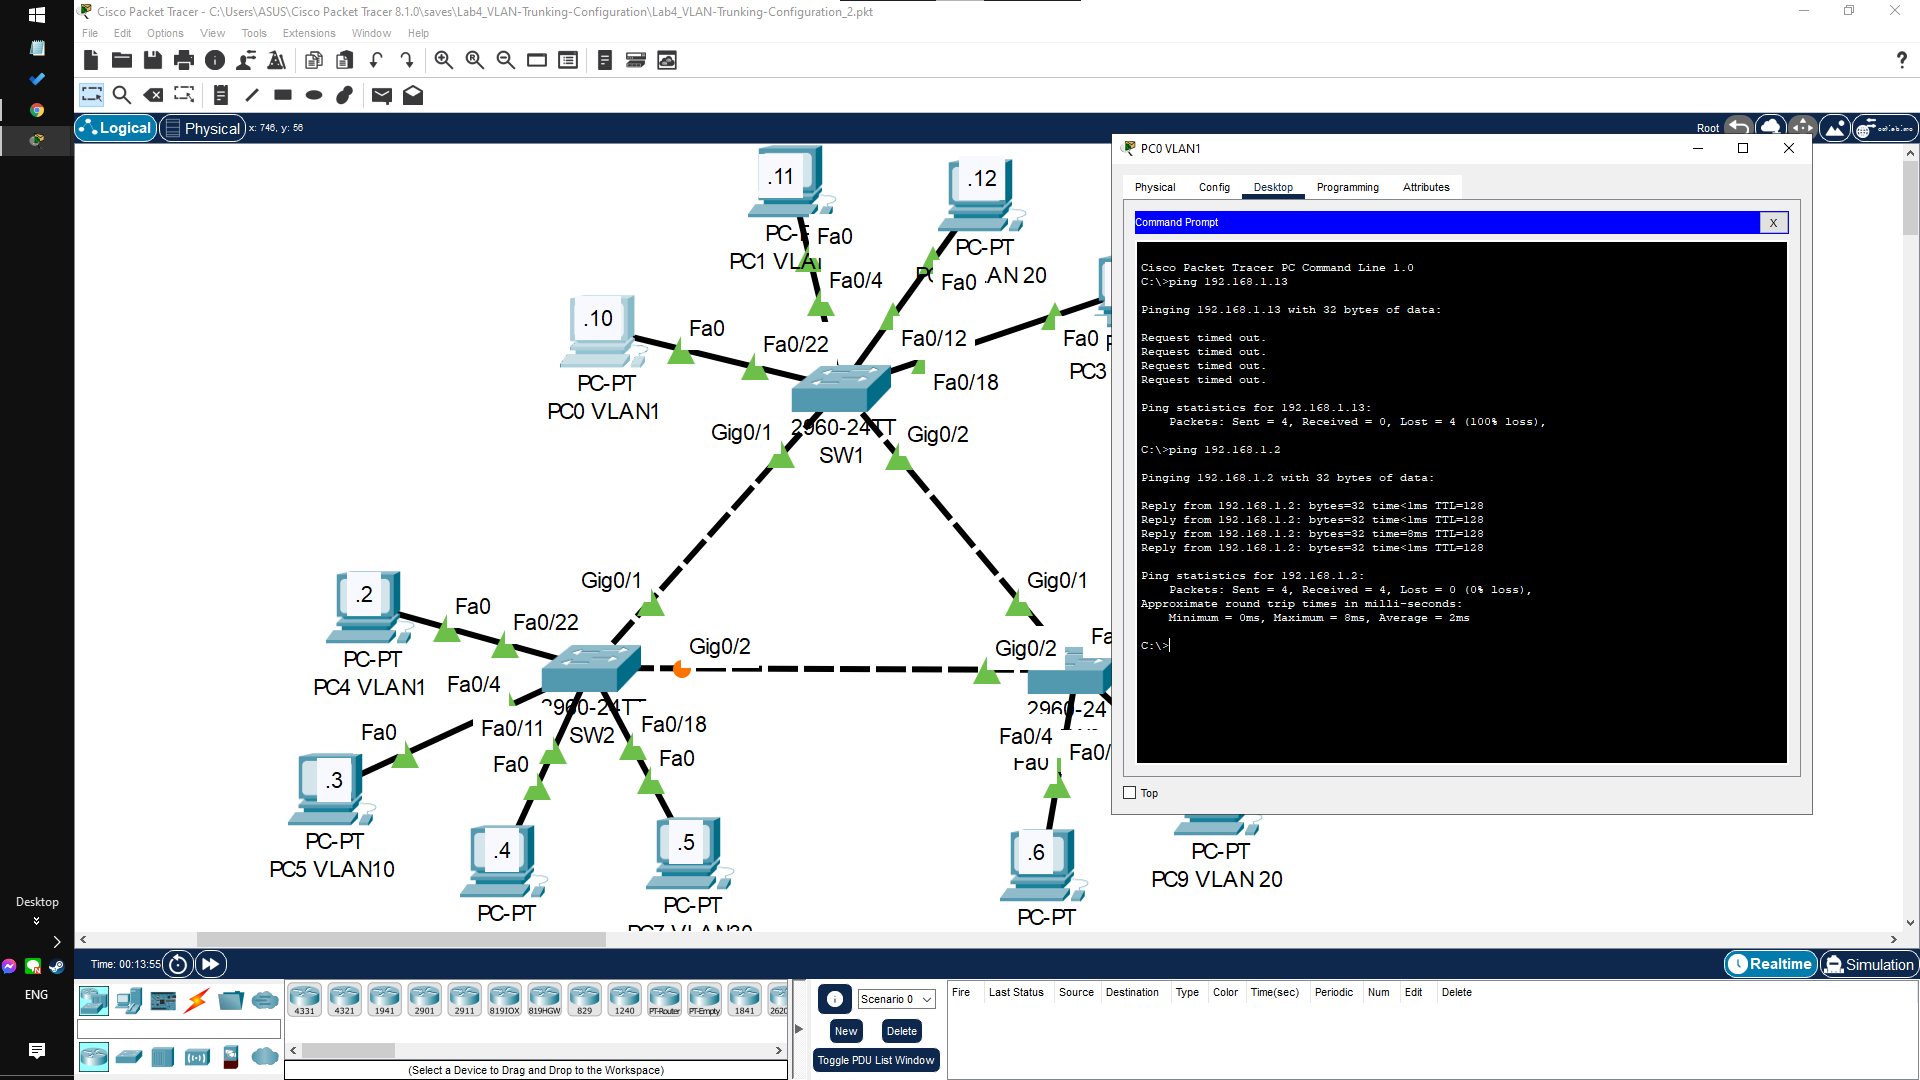 Cisco Packet Tracer - C:\Users\ASUS\Cisco Packet Tracer 8.1.0\saves\Lab4_VLAN-Trunking-Configuration\Lab4_VLAN-Trunking-Configuration_2.pkt
File Edit Options View Tools Extensions Window Help
?
Logical Physical x: 746, y: 56
Root
.11
PC1
Fa0
Fa0/4
.12
PC-PT
AN 20
Fa0
.10
PC-PT
PC0 VLAN1
Fa0
Fa0/22
Fa0/12
Fa0/18
Fa0
PC3
2960-24TT
SW1
Gig0/1
Gig0/2
Gig0/1
Gig0/1
Gig0/2
Gig0/2
.2
PC-PT
PC4 VLAN1
Fa0
Fa0/22
Fa0/4
2960-24TT
SW2
Fa0/11
Fa0/18
Fa0
Fa0
Fa0
.3
PC-PT
PC5 VLAN10
.4
PC-PT
.5
PC-PT
PC7 VLAN30
2960-24
Fa0/4
Fa0/
Fa0
.6
PC-PT
PC-PT
PC9 VLAN 20
PC0 VLAN1
Physical Config Desktop Programming Attributes
Command Prompt
X
Cisco Packet Tracer PC Command Line 1.0
C:\>ping 192.168.1.13
Pinging 192.168.1.13 with 32 bytes of data:
Request timed out.
Request timed out.
Request timed out.
Request timed out.
Ping statistics for 192.168.1.13:
Packets: Sent = 4, Received = 0, Lost = 4 (100% loss),
C:\>ping 192.168.1.2
Pinging 192.168.1.2 with 32 bytes of data:
Reply from 192.168.1.2: bytes=32 time<1ms TTL=128
Reply from 192.168.1.2: bytes=32 time<1ms TTL=128
Reply from 192.168.1.2: bytes=32 time=8ms TTL=128
Reply from 192.168.1.2: bytes=32 time<1ms TTL=128
Ping statistics for 192.168.1.2:
Packets: Sent = 4, Received = 4, Lost = 0 (0% loss),
Approximate round trip times in milli-seconds:
Minimum = 0ms, Maximum = 8ms, Average = 2ms
C:\>
Top
Desktop
ENG
Time: 00:13:55
Realtime Simulation
4331 4321 1941 2901 2911 819IOX 819HGW 829 1240 PT-Router PT-Empty 1841 2620
(Select a Device to Drag and Drop to the Workspace)
Scenario 0
New Delete
Toggle PDU List Window
Fire Last Status Source Destination Type Color Time(sec) Periodic Num Edit Delete